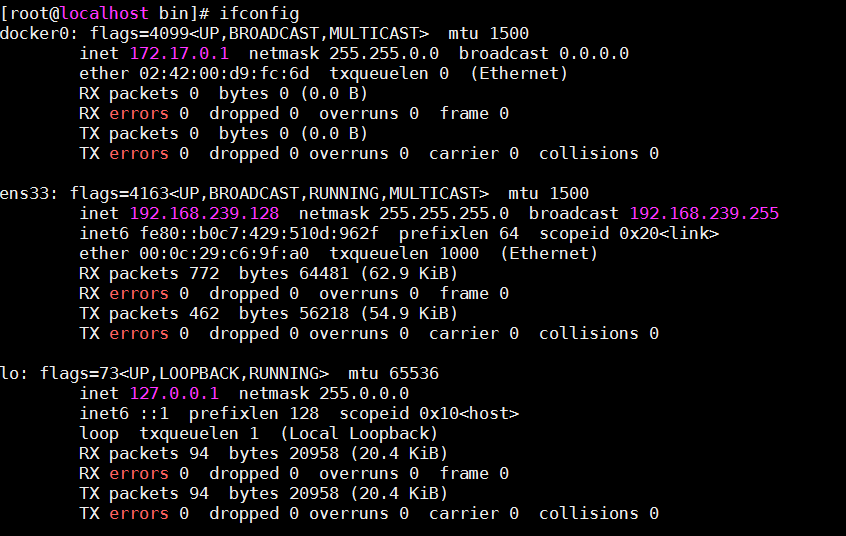 [root@localhost bin]# ifconfig
docker0: flags=4099<UP,BROADCAST,MULTICAST>  mtu 1500
        inet 172.17.0.1  netmask 255.255.0.0  broadcast 0.0.0.0
        ether 02:42:00:d9:fc:6d  txqueuelen 0  (Ethernet)
        RX packets 0  bytes 0 (0.0 B)
        RX errors 0  dropped 0  overruns 0  frame 0
        TX packets 0  bytes 0 (0.0 B)
        TX errors 0  dropped 0 overruns 0  carrier 0  collisions 0

ens33: flags=4163<UP,BROADCAST,RUNNING,MULTICAST>  mtu 1500
        inet 192.168.239.128  netmask 255.255.255.0  broadcast 192.168.239.255
        inet6 fe80::b0c7:429:510d:962f  prefixlen 64  scopeid 0x20<link>
        ether 00:0c:29:c6:9f:a0  txqueuelen 1000  (Ethernet)
        RX packets 772  bytes 64481 (62.9 KiB)
        RX errors 0  dropped 0  overruns 0  frame 0
        TX packets 462  bytes 56218 (54.9 KiB)
        TX errors 0  dropped 0 overruns 0  carrier 0  collisions 0

lo: flags=73<UP,LOOPBACK,RUNNING>  mtu 65536
        inet 127.0.0.1  netmask 255.0.0.0
        inet6 ::1  prefixlen 128  scopeid 0x10<host>
        loop  txqueuelen 1  (Local Loopback)
        RX packets 94  bytes 20958 (20.4 KiB)
        RX errors 0  dropped 0  overruns 0  frame 0
        TX packets 94  bytes 20958 (20.4 KiB)
        TX errors 0  dropped 0 overruns 0  carrier 0  collisions 0